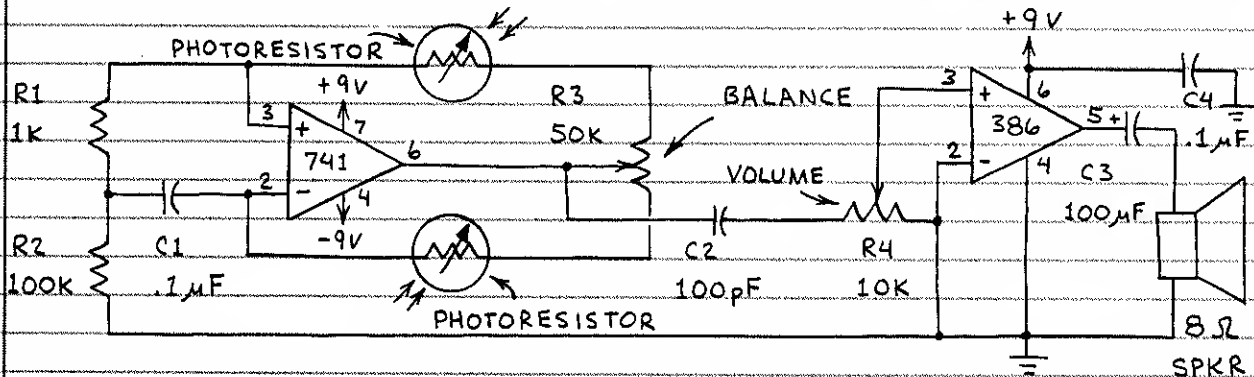 PHOTORESISTOR
+9V
R1
1K
3
+
7
741
6
2
-
4
-9V
R2
100K
C1
.1µF
PHOTORESISTOR
R3
50K
BALANCE
VOLUME
C2
100pF
R4
10K
+9V
3
+
6
386
5
+
2
-
4
C4
.1µF
C3
100µF
8Ω
SPKR